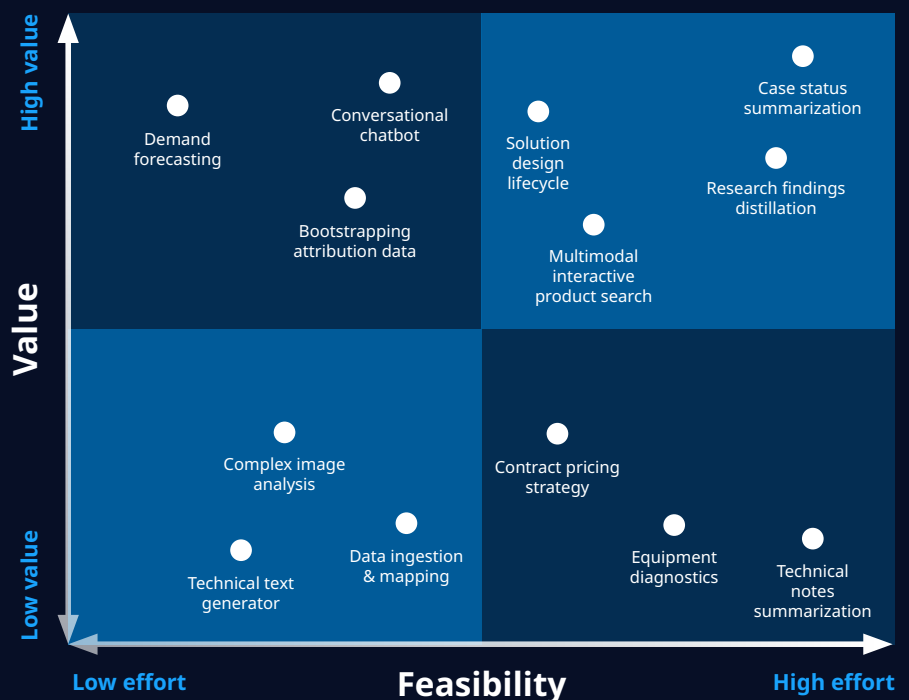 High value
Value
Low value
Demand
forecasting
Conversational
chatbot
Bootstrapping
attribution data
Solution
design
lifecycle
Case status
summarization
Research findings
distillation
Multimodal
interactive
product search
Complex image
analysis
Technical text
generator
Data ingestion
& mapping
Contract pricing
strategy
Equipment
diagnostics
Technical
notes
summarization
Low effort
Feasibility
High effort